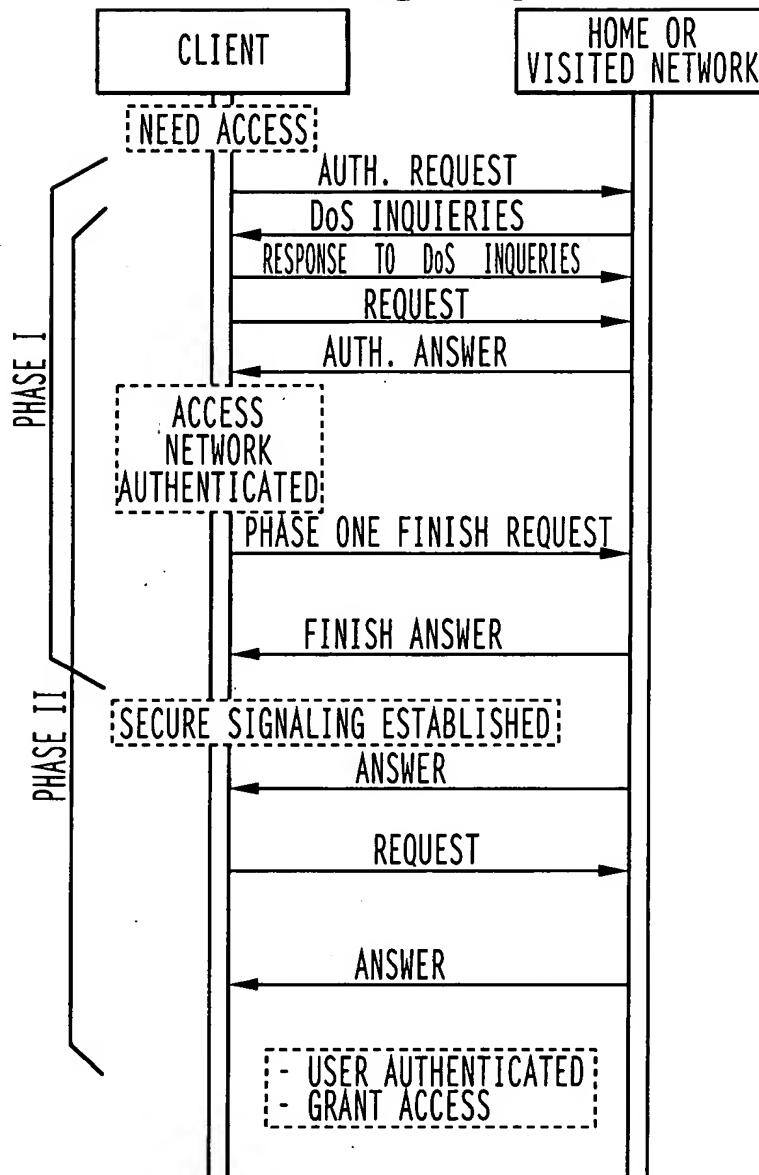 CLIENT
HOME OR
VISITED NETWORK
NEED ACCESS
AUTH. REQUEST
DoS INQUIERIES
RESPONSE TO DoS INQUERIES
REQUEST
AUTH. ANSWER
PHASE I
ACCESS
NETWORK
AUTHENTICATED
PHASE ONE FINISH REQUEST
FINISH ANSWER
PHASE II
SECURE SIGNALING ESTABLISHED
ANSWER
REQUEST
ANSWER
- USER AUTHENTICATED
- GRANT ACCESS